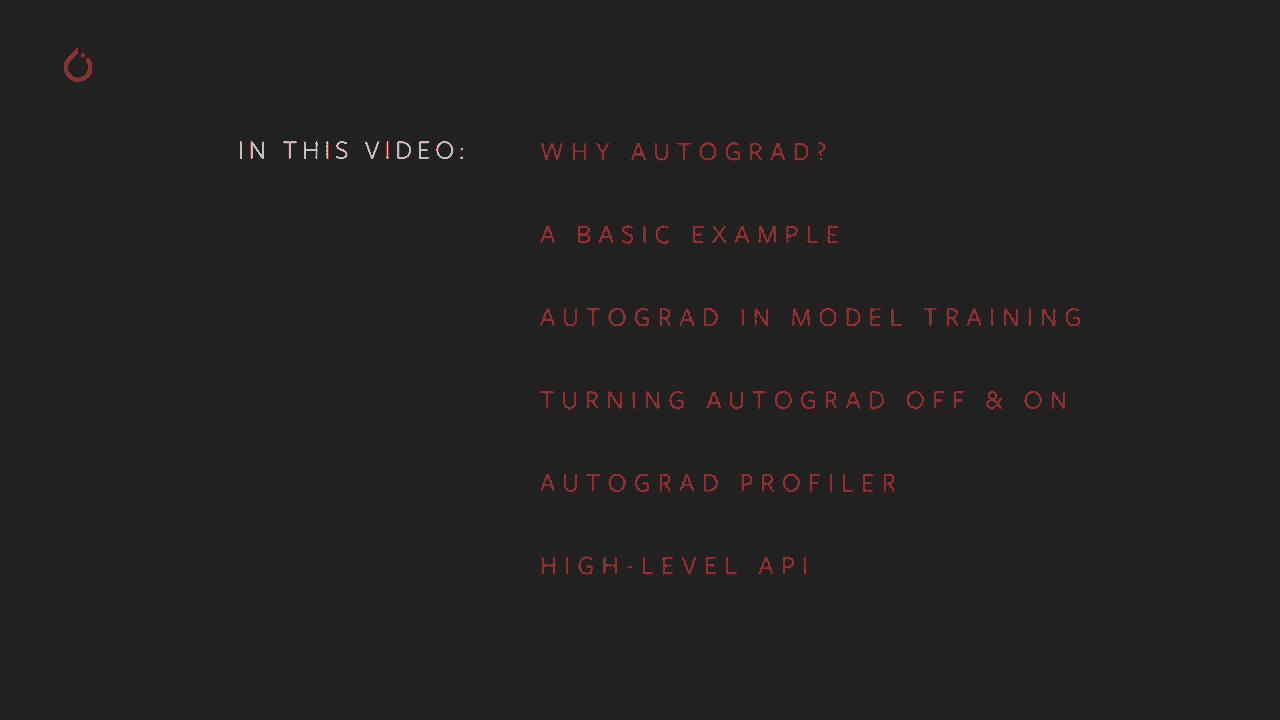 IN THIS VIDEO:
WHY AUTOGRAD?
A BASIC EXAMPLE
AUTOGRAD IN MODEL TRAINING
TURNING AUTOGRAD OFF & ON
AUTOGRAD PROFILER
HIGH-LEVEL API